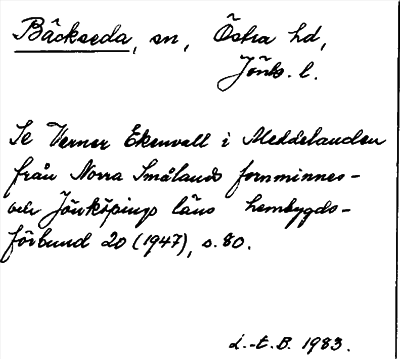 Bäckseda, sn, Östra hd,
Jönk. l.
Se Verner Ekenvall i Meddelanden
från Norra Smålands fornminnes-
och Jönköpings läns hembygds-
förbund 20 (1947), s. 80.
L.-E. B. 1983.